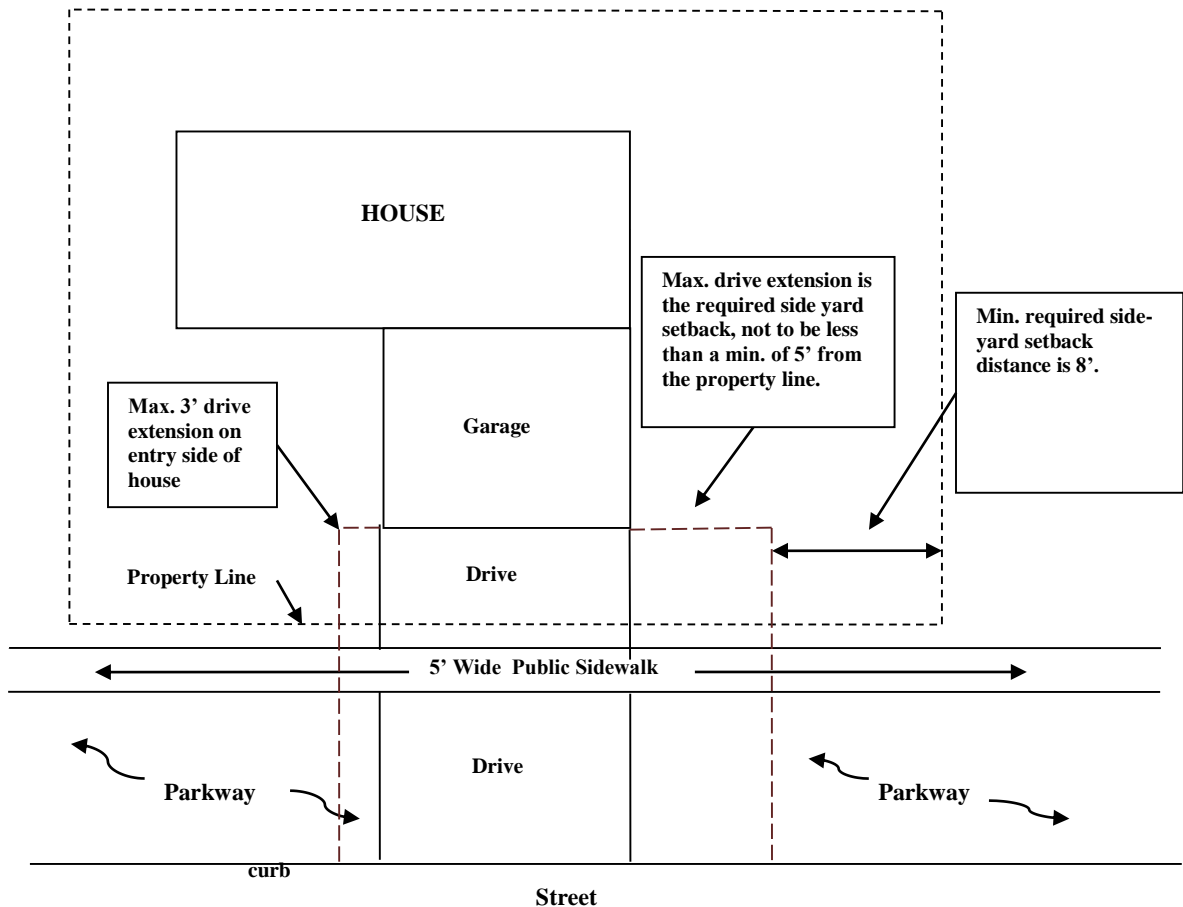 HOUSE
Max. drive extension is
the required side yard
setback, not to be less
than a min. of 5’ from
the property line.
Min. required side-
yard setback
distance is 8’.
Max. 3’ drive
extension on
entry side of
house
Garage
Property Line
Drive
5’ Wide Public Sidewalk
Drive
Parkway
Parkway
curb
Street